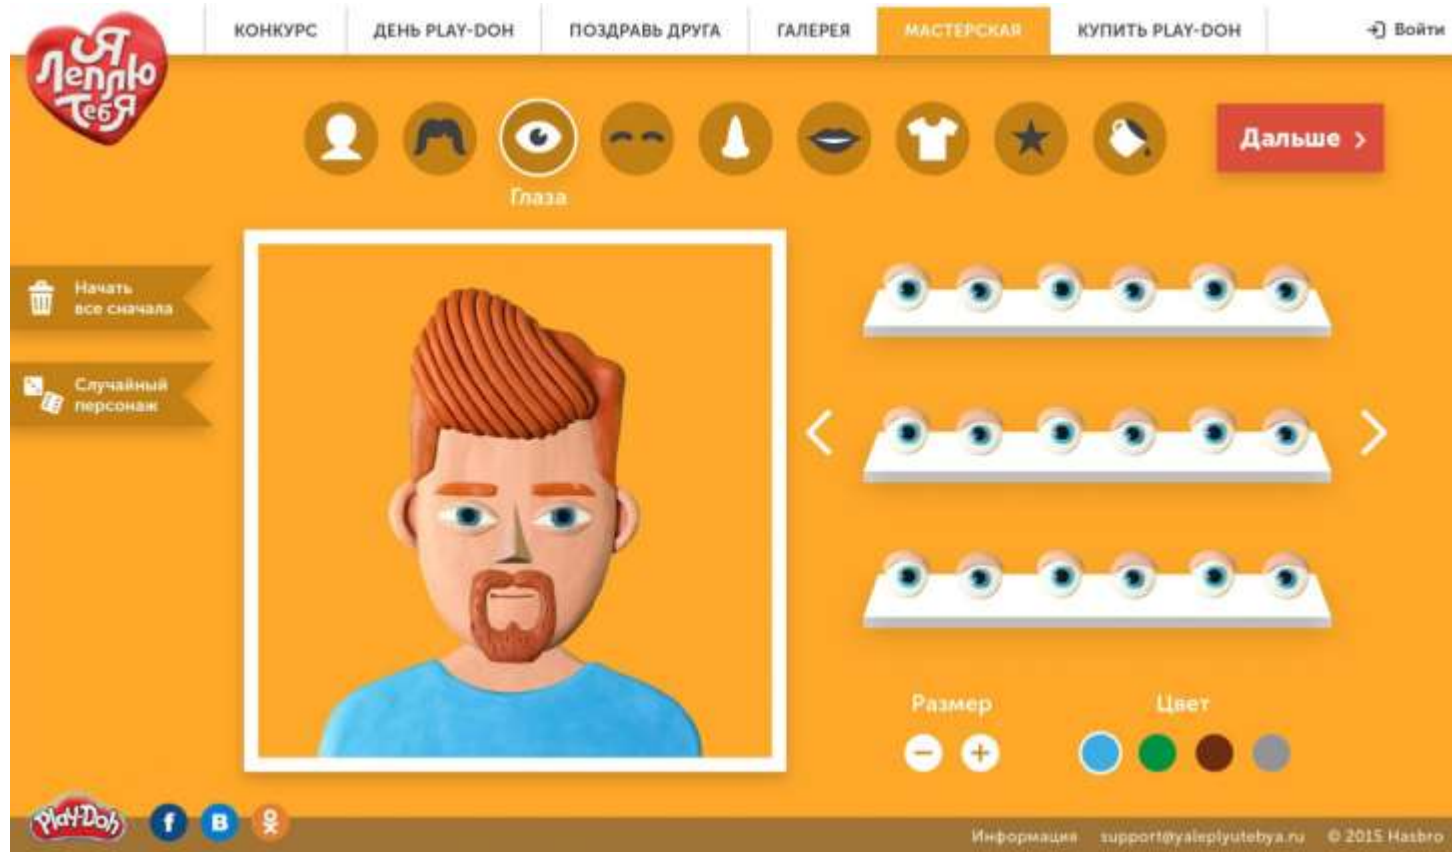 Я
Леплю
Тебя
КОНКУРС
ДЕНЬ PLAY-DOH
ПОЗДРАВЬ ДРУГА
ГАЛЕРЕЯ
МАСТЕРСКАЯ
КУПИТЬ PLAY-DOH
Войти
Дальше >
Глаза
Начать
все сначала
Случайный
персонаж
Размер
Цвет
Play-Doh
f
В
Информация
support@yaleplyutebya.ru
© 2015 Hasbro